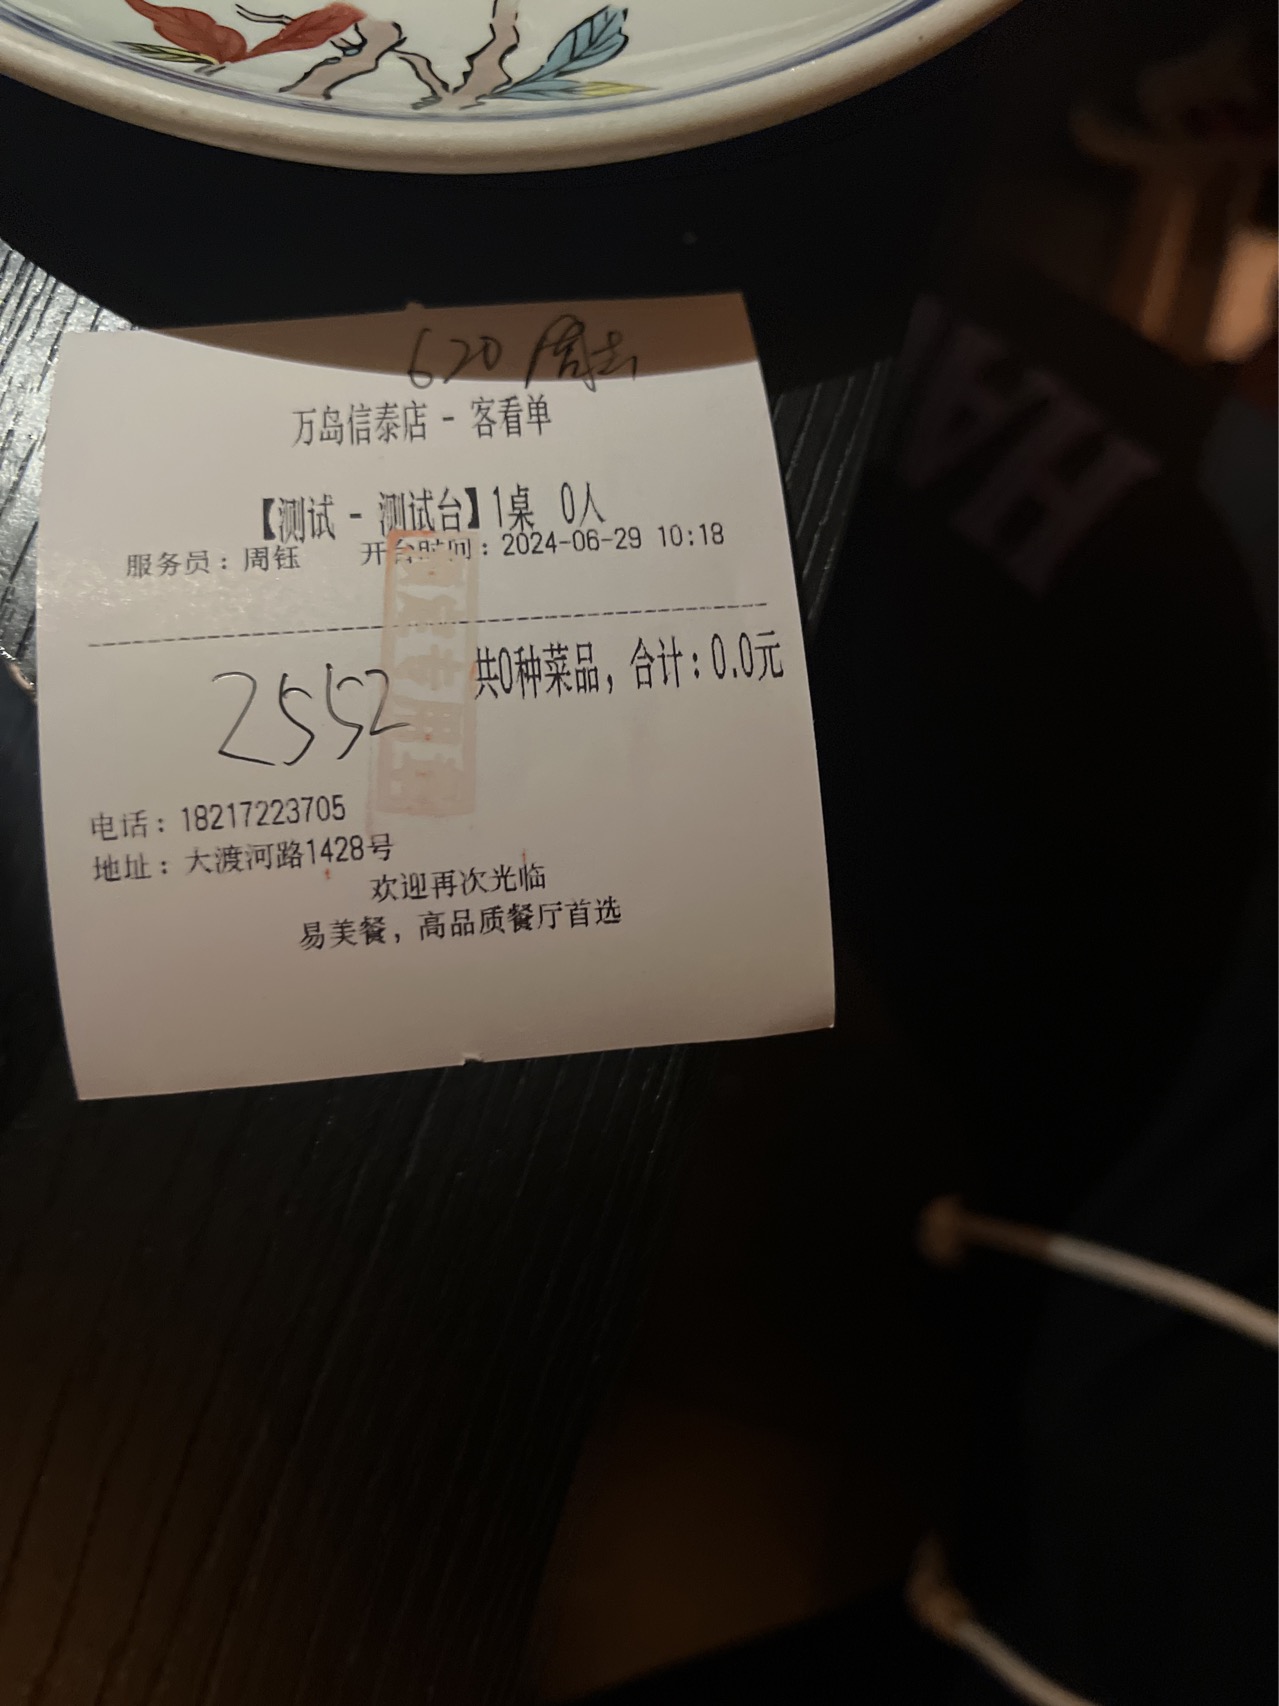 620
万岛信泰店 - 客看单
【测试 - 测试台】1桌 0人
服务员：周钰 开台时间：2024-06-29 10:18
共0种菜品，合计：0.0元
2552
专用章
电话：18217223705
地址：大渡河路1428号
欢迎再次光临
易美餐，高品质餐厅首选